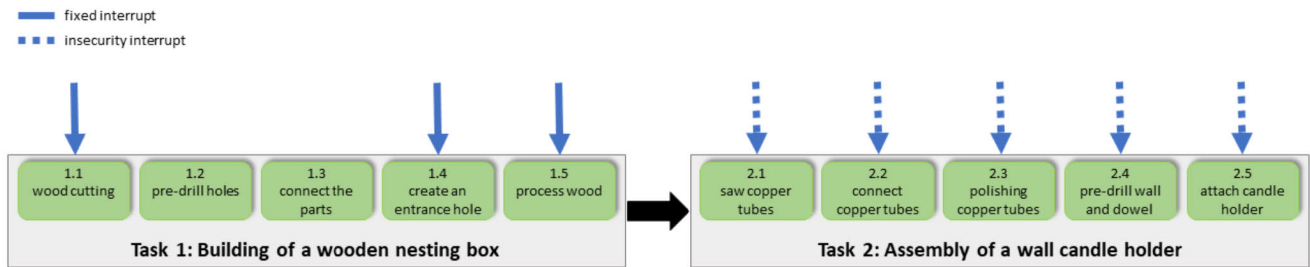 fixed interrupt
insecurity interrupt
1.1
wood cutting
1.2
pre-drill holes
1.3
connect the
parts
1.4
create an
entrance hole
1.5
process wood
Task 1: Building of a wooden nesting box
2.1
saw copper
tubes
2.2
connect
copper tubes
2.3
polishing
copper tubes
2.4
pre-drill wall
and dowel
2.5
attach candle
holder
Task 2: Assembly of a wall candle holder